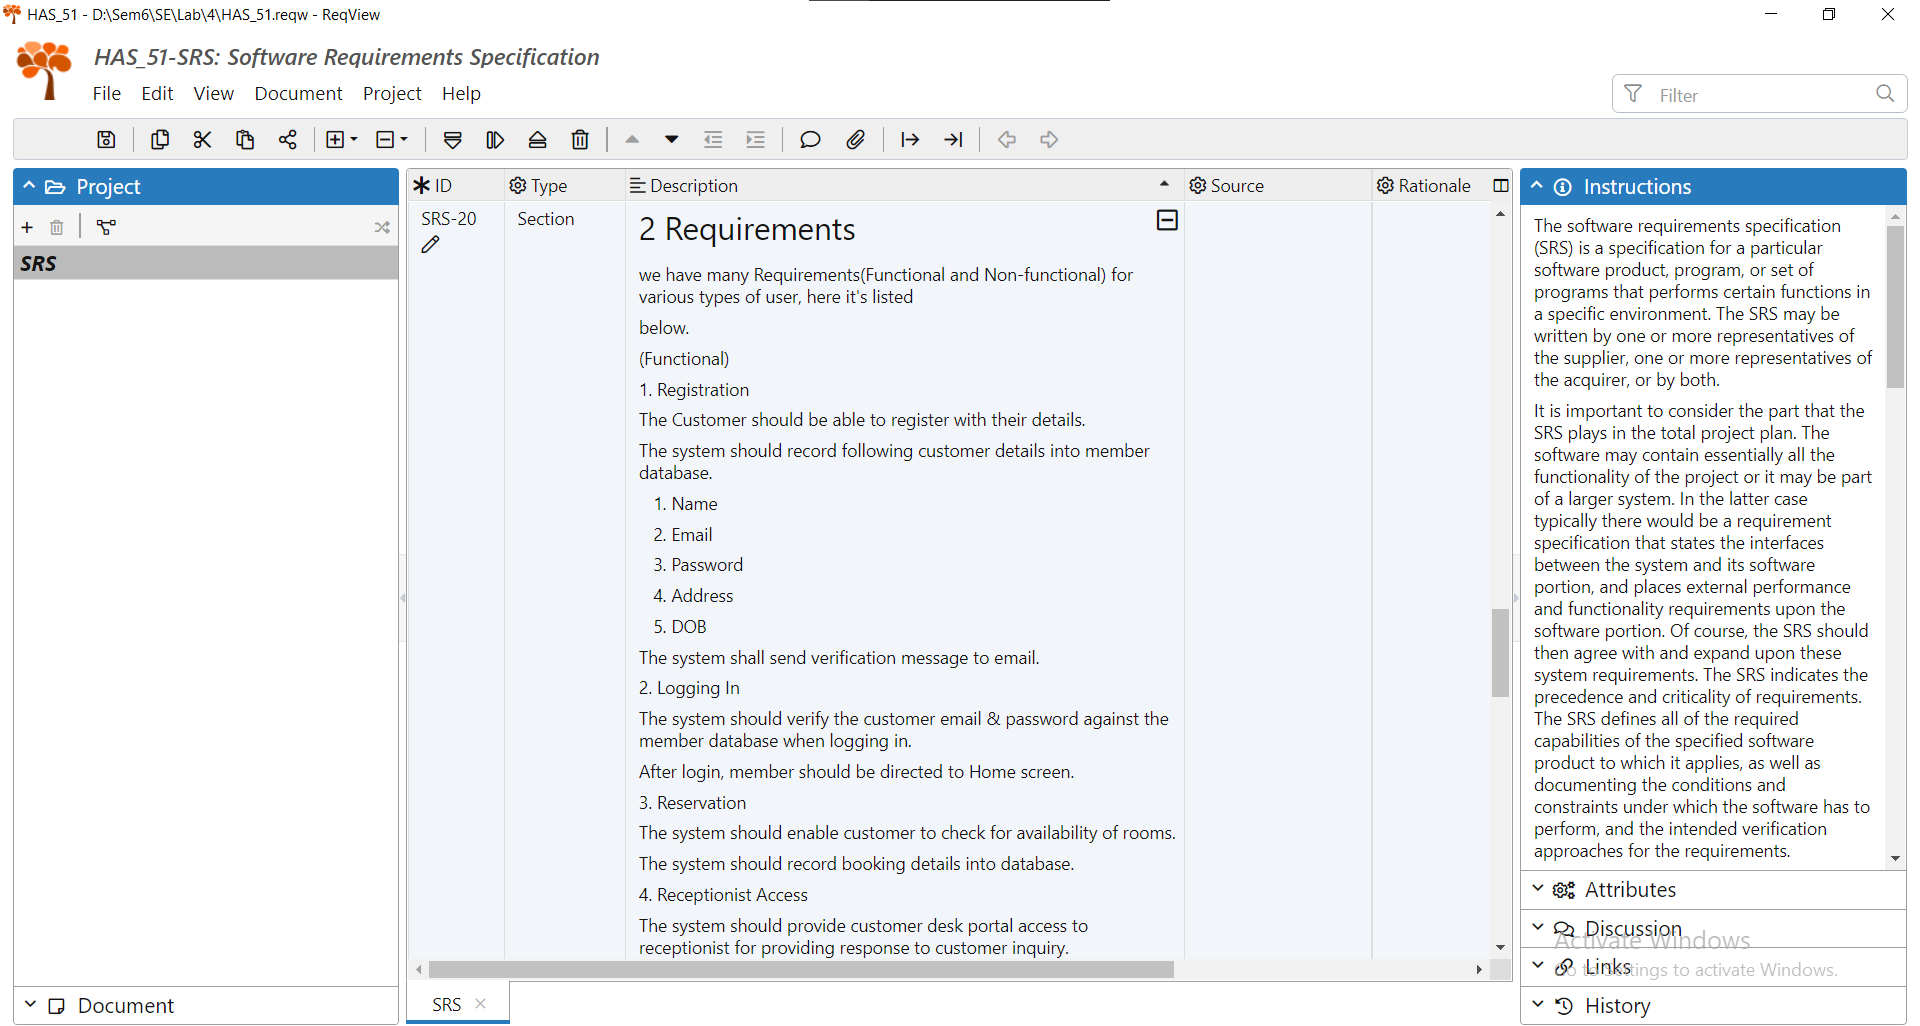 HAS_51 - D:\Sem6\SE\Lab\4\HAS_51.reqw - ReqView
HAS_51-SRS: Software Requirements Specification
File Edit View Document Project Help
Filter
Project
SRS
Document
ID Type Description Source Rationale
SRS-20 Section
2 Requirements
we have many Requirements(Functional and Non-functional) for
various types of user, here it's listed
below.
(Functional)
1. Registration
The Customer should be able to register with their details.
The system should record following customer details into member
database.
1. Name
2. Email
3. Password
4. Address
5. DOB
The system shall send verification message to email.
2. Logging In
The system should verify the customer email & password against the
member database when logging in.
After login, member should be directed to Home screen.
3. Reservation
The system should enable customer to check for availability of rooms.
The system should record booking details into database.
4. Receptionist Access
The system should provide customer desk portal access to
receptionist for providing response to customer inquiry.
SRS
Instructions
The software requirements specification
(SRS) is a specification for a particular
software product, program, or set of
programs that performs certain functions in
a specific environment. The SRS may be
written by one or more representatives of
the supplier, one or more representatives of
the acquirer, or by both.
It is important to consider the part that the
SRS plays in the total project plan. The
software may contain essentially all the
functionality of the project or it may be part
of a larger system. In the latter case
typically there would be a requirement
specification that states the interfaces
between the system and its software
portion, and places external performance
and functionality requirements upon the
software portion. Of course, the SRS should
then agree with and expand upon these
system requirements. The SRS indicates the
precedence and criticality of requirements.
The SRS defines all of the required
capabilities of the specified software
product to which it applies, as well as
documenting the conditions and
constraints under which the software has to
perform, and the intended verification
approaches for the requirements.
Attributes
Discussion
Activate Windows
Links
Go to Settings to activate Windows.
History